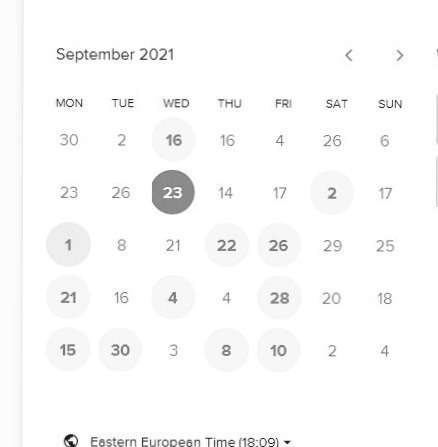 September 2021
MON TUE WED THU FRI SAT SUN
30 2 16 16 4 26 6
23 26 23 14 17 2 17
1 8 21 22 26 29 25
21 16 4 4 28 20 18
15 30 3 8 10 2 4
Eastern European Time (18:09)